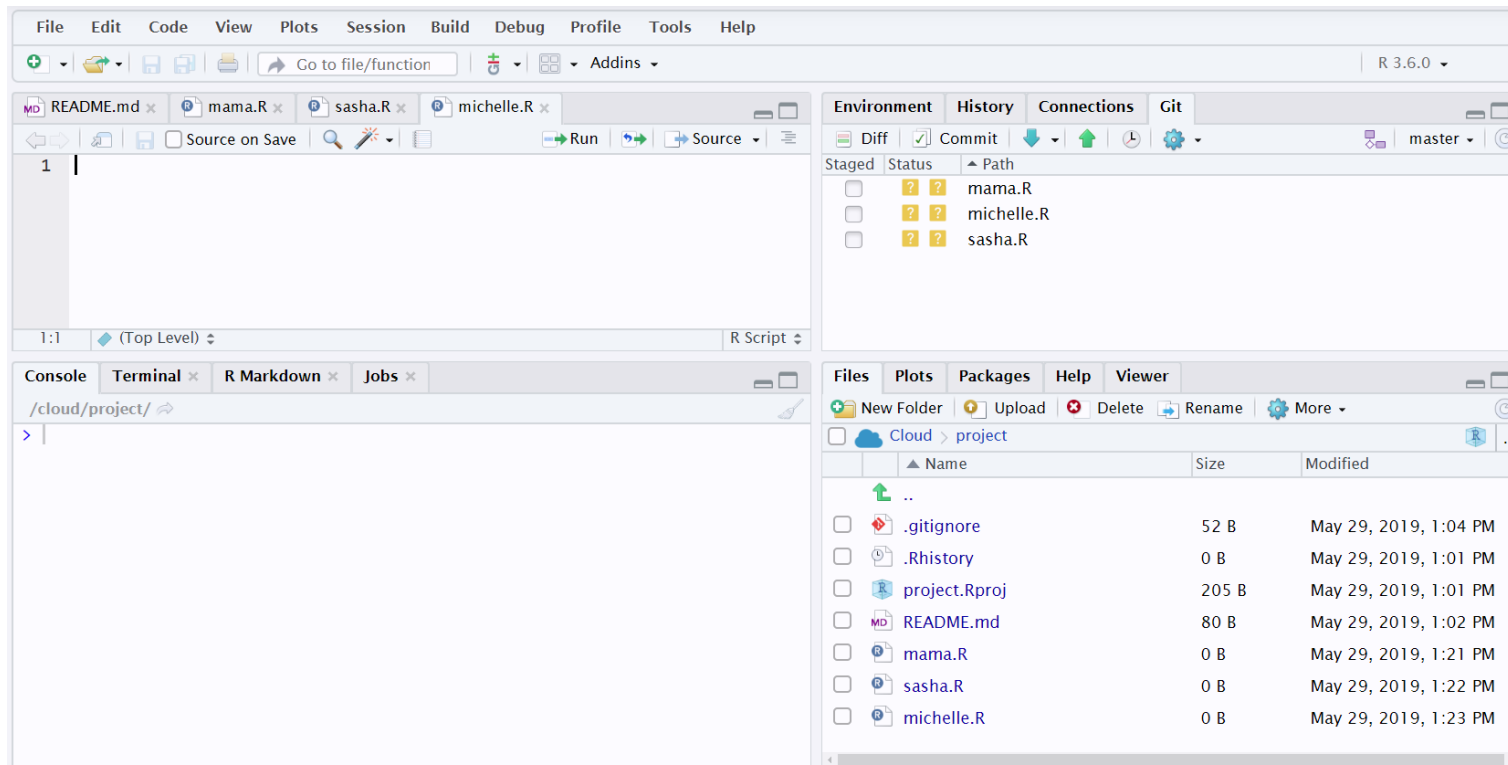 File Edit Code View Plots Session Build Debug Profile Tools Help
Go to file/function Addins R 3.6.0
MD README.md mama.R sasha.R michelle.R
Source on Save Run Source
1
1:1 (Top Level) R Script
Environment History Connections Git
Diff Commit master
Staged Status Path
? ? mama.R
? ? michelle.R
? ? sasha.R
Console Terminal R Markdown Jobs
/cloud/project/
>
Files Plots Packages Help Viewer
New Folder Upload Delete Rename More
Cloud project
Name Size Modified
..
.gitignore 52 B May 29, 2019, 1:04 PM
.Rhistory 0 B May 29, 2019, 1:01 PM
R project.Rproj 205 B May 29, 2019, 1:01 PM
MD README.md 80 B May 29, 2019, 1:02 PM
R mama.R 0 B May 29, 2019, 1:21 PM
R sasha.R 0 B May 29, 2019, 1:22 PM
R michelle.R 0 B May 29, 2019, 1:23 PM